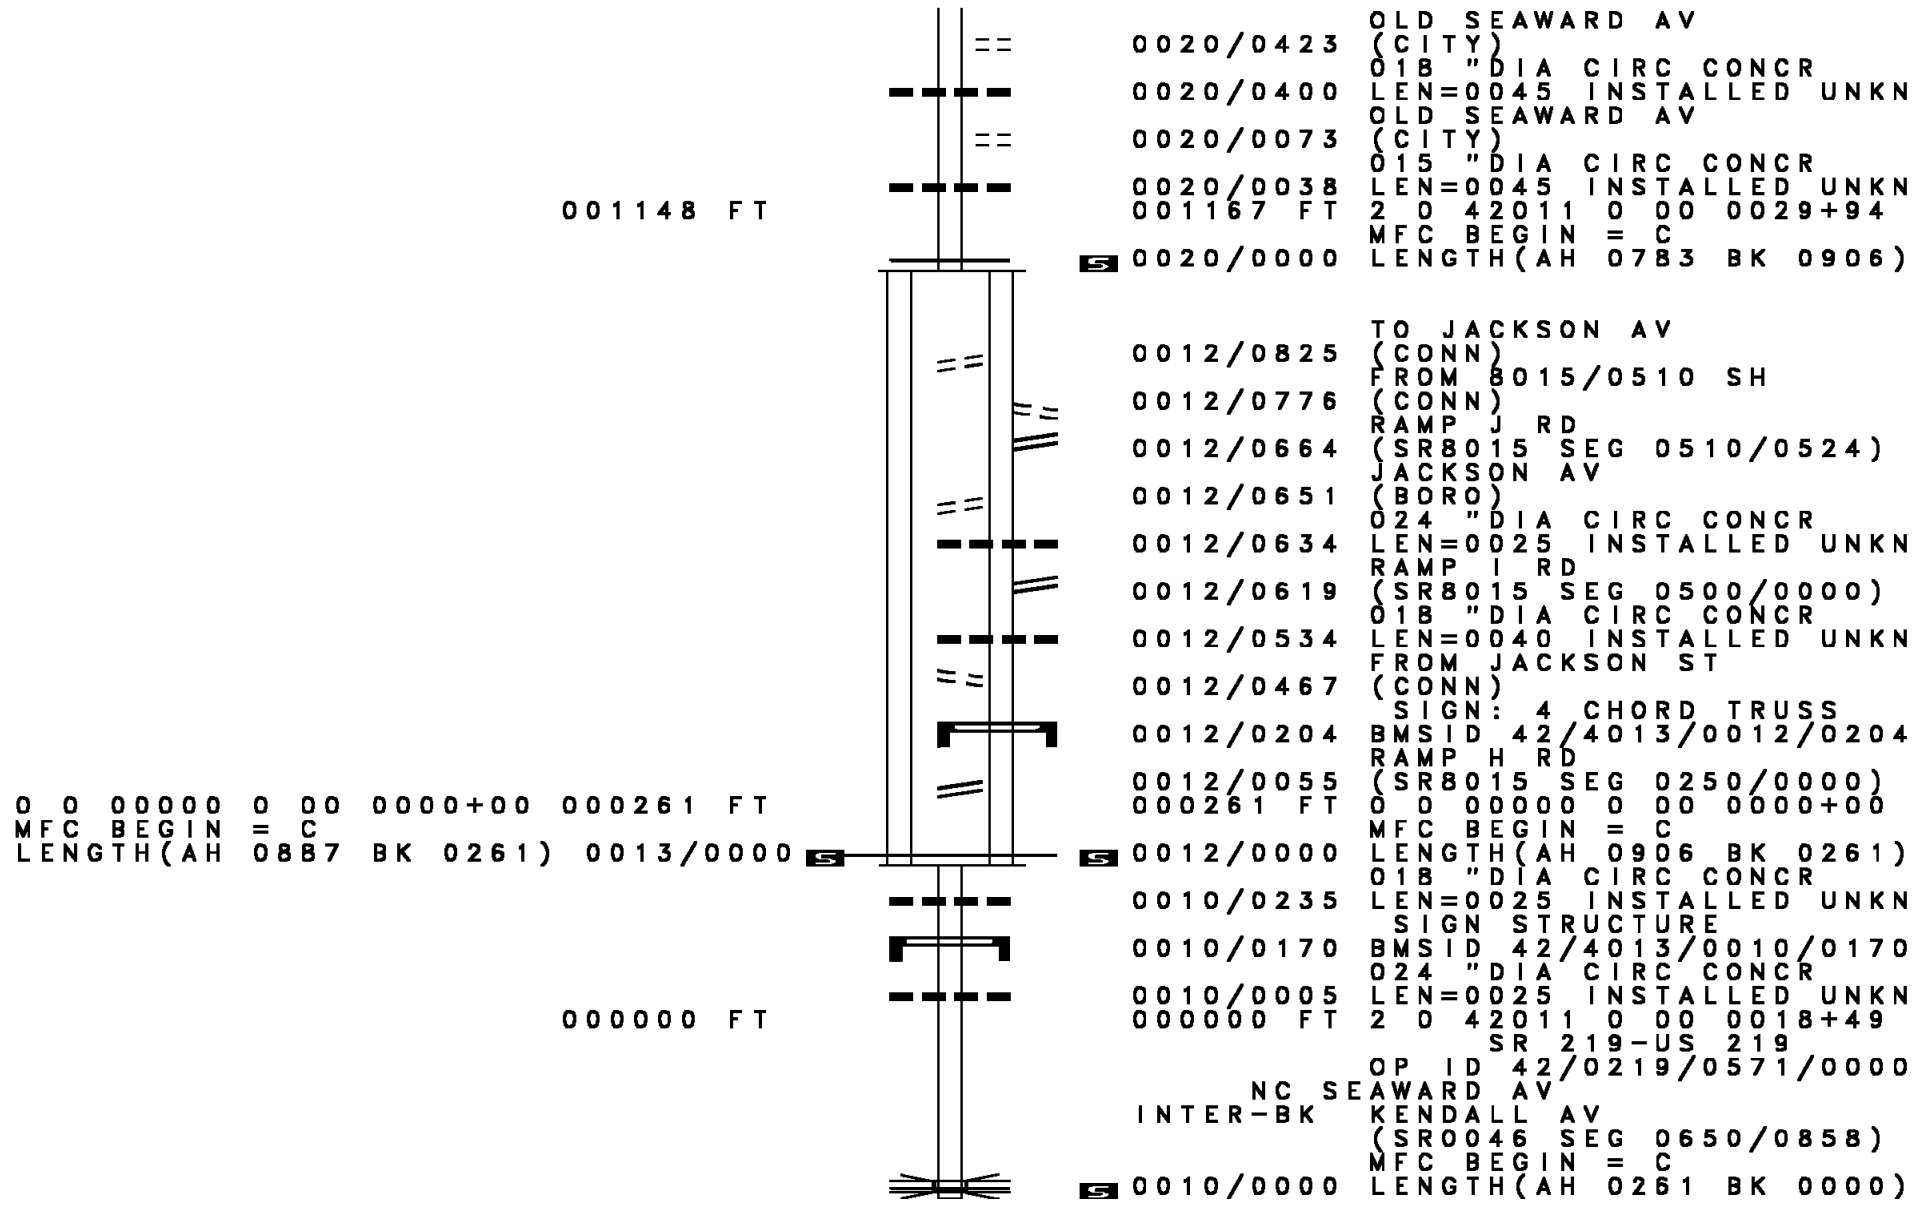 OLD SEAWARD AV
0020/0423 (CITY)
018 "DIA CIRC CONCR
0020/0400 LEN=0045 INSTALLED UNKN
OLD SEAWARD AV
0020/0073 (CITY)
015 "DIA CIRC CONCR
0020/0038 LEN=0045 INSTALLED UNKN
001148 FT 001167 FT 2 0 42011 0 00 0029+94
MFC BEGIN = C
S 0020/0000 LENGTH(AH 0783 BK 0906)
TO JACKSON AV
0012/0825 (CONN)
FROM 8015/0510 SH
0012/0776 (CONN)
RAMP J RD
0012/0664 (SR8015 SEG 0510/0524)
JACKSON AV
0012/0651 (BORO)
024 "DIA CIRC CONCR
0012/0634 LEN=0025 INSTALLED UNKN
RAMP I RD
0012/0619 (SR8015 SEG 0500/0000)
018 "DIA CIRC CONCR
0012/0534 LEN=0040 INSTALLED UNKN
FROM JACKSON ST
0012/0467 (CONN)
SIGN: 4 CHORD TRUSS
0012/0204 BMSID 42/4013/0012/0204
RAMP H RD
0012/0055 (SR8015 SEG 0250/0000)
0 0 00000 0 00 0000+00 000261 FT 000261 FT 0 0 00000 0 00 0000+00
MFC BEGIN = C MFC BEGIN = C
LENGTH(AH 0887 BK 0261) 0013/0000 S S 0012/0000 LENGTH(AH 0906 BK 0261)
018 "DIA CIRC CONCR
0010/0235 LEN=0025 INSTALLED UNKN
SIGN STRUCTURE
0010/0170 BMSID 42/4013/0010/0170
024 "DIA CIRC CONCR
0010/0005 LEN=0025 INSTALLED UNKN
000000 FT 000000 FT 2 0 42011 0 00 0018+49
SR 219-US 219
OP ID 42/0219/0571/0000
NC SEAWARD AV
INTER-BK KENDALL AV
(SR0046 SEG 0650/0858)
MFC BEGIN = C
S 0010/0000 LENGTH(AH 0261 BK 0000)